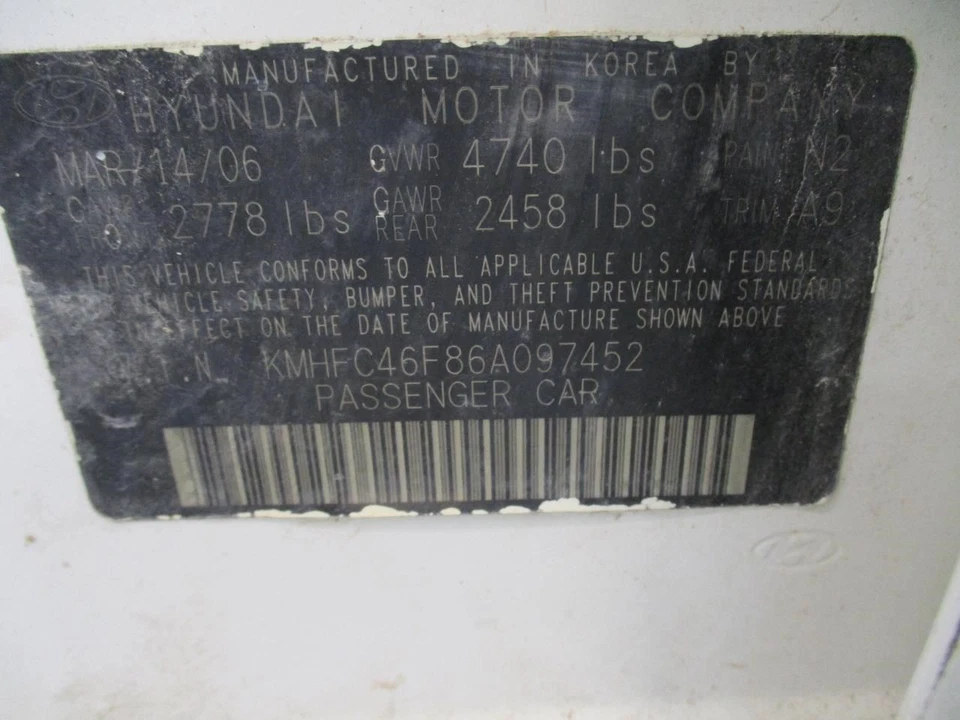 MANUFACTURED IN KOREA BY
HYUNDAI MOTOR COMPANY
MAR/14/06 GVWR 4740 lbs PAINT N2
2778 lbs GAWR REAR 2458 lbs TRIM A9
THIS VEHICLE CONFORMS TO ALL APPLICABLE U.S.A. FEDERAL
VEHICLE SAFETY, BUMPER, AND THEFT PREVENTION STANDARDS
EFFECT ON THE DATE OF MANUFACTURE SHOWN ABOVE
KMHFC46F86A097452
PASSENGER CAR